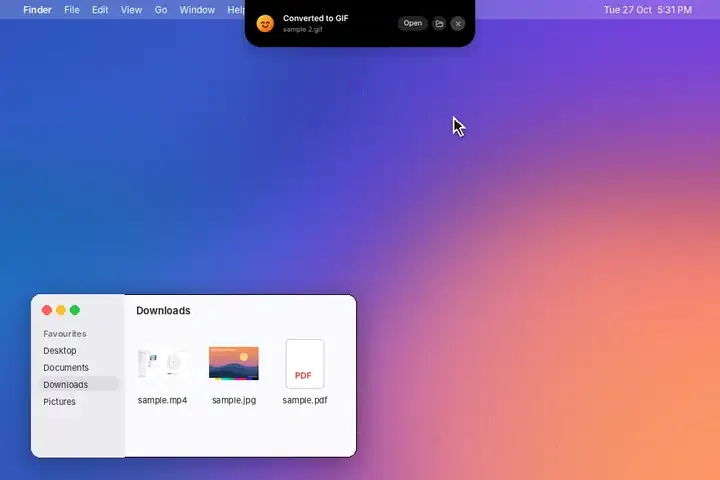 Finder File Edit View Go Window Help
Tue 27 Oct 5:31 PM
Converted to GIF
sample 2.gif
Open
Downloads
Favourites
Desktop
Documents
Downloads
Pictures
PDF
sample.mp4 sample.jpg sample.pdf